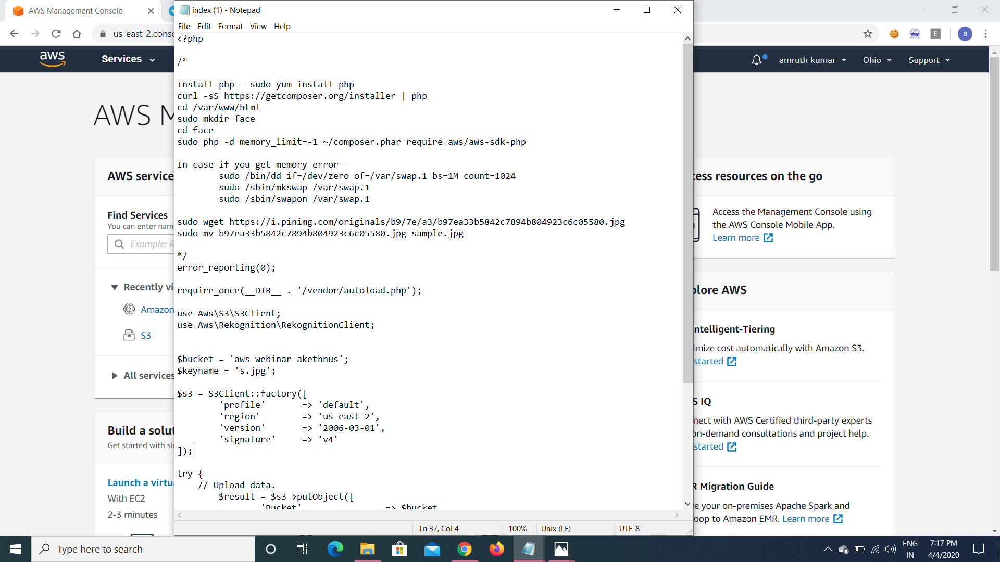 AWS Management Console
index (1) - Notepad
File Edit Format View Help
us-east-2.consc
a
E
aws
Services
amruth kumar
Ohio
Support
<?php
/*
Install php - sudo yum install php
curl -sS https://getcomposer.org/installer | php
cd /var/www/html
sudo mkdir face
cd face
sudo php -d memory_limit=-1 ~/composer.phar require aws/aws-sdk-php
In case if you get memory error -
sudo /bin/dd if=/dev/zero of=/var/swap.1 bs=1M count=1024
sudo /sbin/mkswap /var/swap.1
sudo /sbin/swapon /var/swap.1
sudo wget https://i.pinimg.com/originals/b9/7e/a3/b97ea33b5842c7894b804923c6c05580.jpg
sudo mv b97ea33b5842c7894b804923c6c05580.jpg sample.jpg
*/
error_reporting(0);
require_once(__DIR__ . '/vendor/autoload.php');
use Aws\S3\S3Client;
use Aws\Rekognition\RekognitionClient;
$bucket = 'aws-webinar-akethnus';
$keyname = 's.jpg';
$s3 = S3Client::factory([
'profile' => 'default',
'region' => 'us-east-2',
'version' => '2006-03-01',
'signature' => 'v4'
]);
try {
// Upload data.
$result = $s3->putObject([
'Bucket' => $bucket
Ln 37, Col 4
100%
Unix (LF)
UTF-8
AWS M
AWS service
Find Services
You can enter nam
Example: R
Recently vi
Amazon
S3
All services
Build a solut
Get started with si
Launch a virtu
With EC2
2-3 minutes
cess resources on the go
Access the Management Console using
the AWS Console Mobile App.
Learn more
plore AWS
ntelligent-Tiering
imize cost automatically with Amazon S3.
started
S IQ
nect with AWS Certified third-party experts
on-demand consultations and project help.
started
R Migration Guide
e your on-premises Apache Spark and
oop to Amazon EMR. Learn more
Type here to search
ENG
IN
7:17 PM
4/4/2020